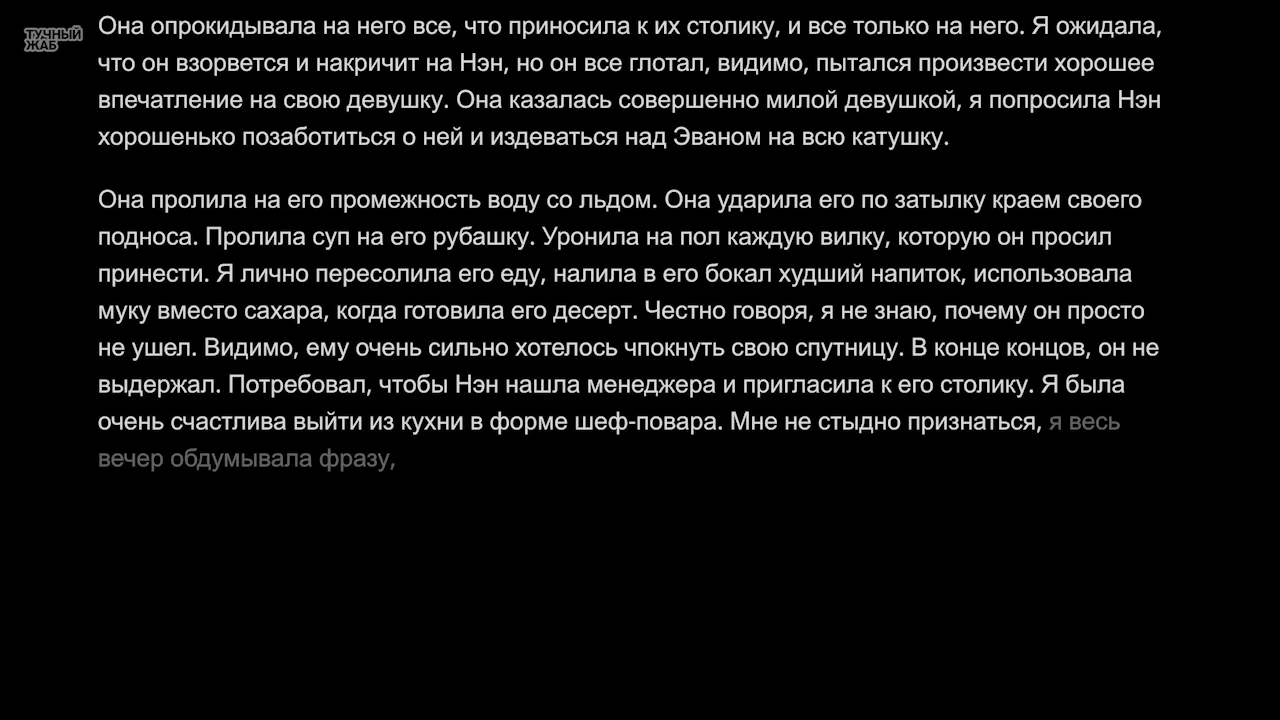 ТУЧНЫЙ
ЖАБ
Она опрокидывала на него все, что приносила к их столику, и все только на него. Я ожидала,
что он взорвется и накричит на Нэн, но он все глотал, видимо, пытался произвести хорошее
впечатление на свою девушку. Она казалась совершенно милой девушкой, я попросила Нэн
хорошенько позаботиться о ней и издеваться над Эваном на всю катушку.
Она пролила на его промежность воду со льдом. Она ударила его по затылку краем своего
подноса. Пролила суп на его рубашку. Уронила на пол каждую вилку, которую он просил
принести. Я лично пересолила его еду, налила в его бокал худший напиток, использовала
муку вместо сахара, когда готовила его десерт. Честно говоря, я не знаю, почему он просто
не ушел. Видимо, ему очень сильно хотелось чпокнуть свою спутницу. В конце концов, он не
выдержал. Потребовал, чтобы Нэн нашла менеджера и пригласила к его столику. Я была
очень счастлива выйти из кухни в форме шеф-повара. Мне не стыдно признаться, я весь
вечер обдумывала фразу,